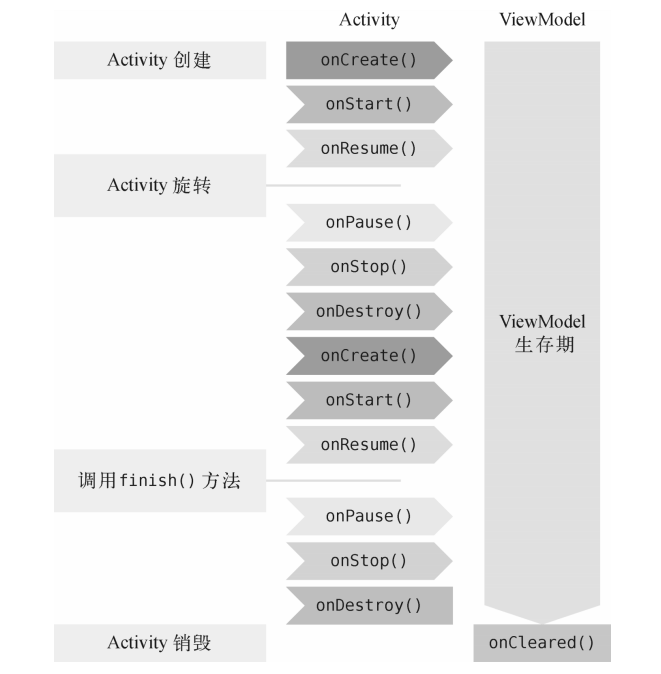 Activity
ViewModel
Activity 创建
onCreate()
onStart()
onResume()
Activity 旋转
onPause()
onStop()
onDestroy()
ViewModel
生存期
onCreate()
onStart()
onResume()
调用finish() 方法
onPause()
onStop()
onDestroy()
Activity 销毁
onCleared()